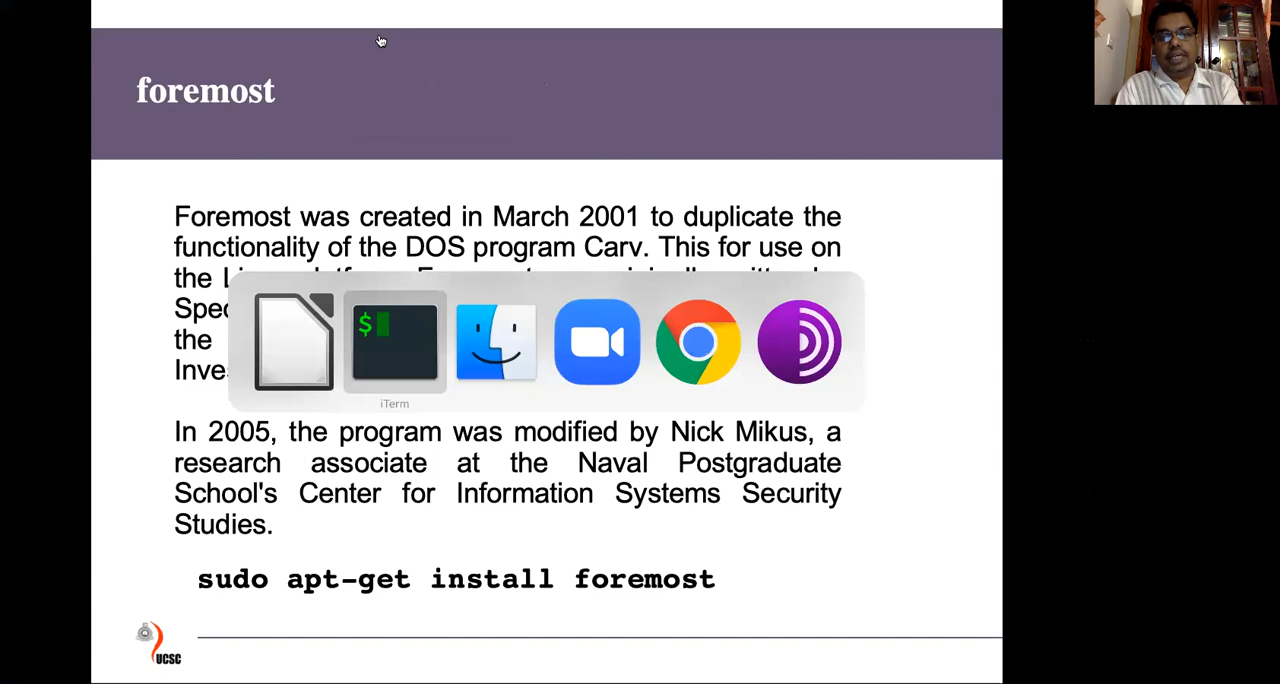 foremost
Foremost was created in March 2001 to duplicate the
functionality of the DOS program Carv. This for use on
the
Spec
the
Inve
$
iTerm
In 2005, the program was modified by Nick Mikus, a
research associate at the Naval Postgraduate
School's Center for Information Systems Security
Studies.
sudo apt-get install foremost
UCSC